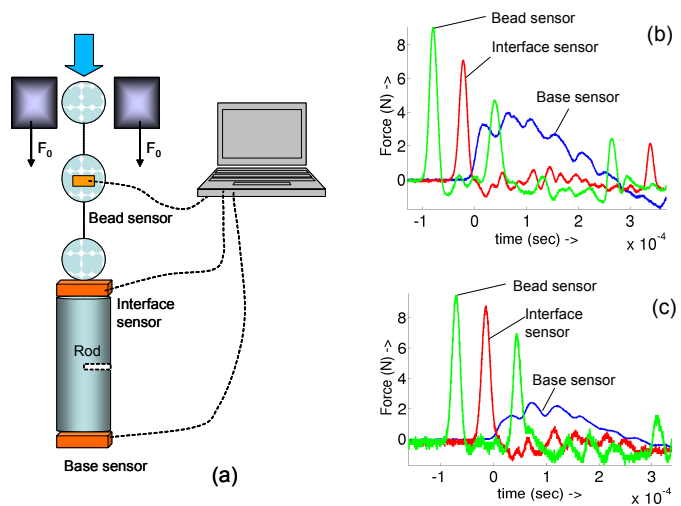 F0
F0
Bead sensor
Interface
sensor
Rod
Base sensor
(a)
Bead sensor
(b)
Interface sensor
Base sensor
Force (N) ->
8
6
4
2
0
-1
0
1
2
3
time (sec) ->
x 10-4
Bead sensor
(c)
Interface
sensor
Base sensor
Force (N) ->
8
6
4
2
0
-1
0
1
2
3
time (sec) ->
x 10-4